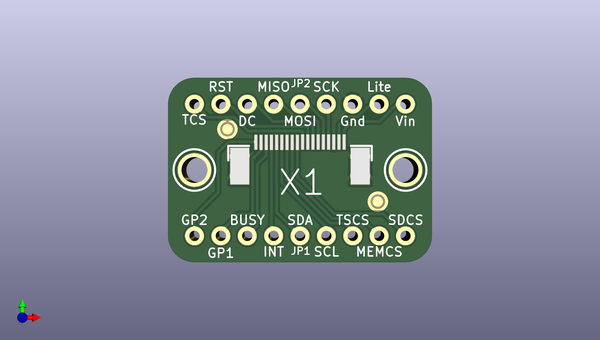 RST MISO JP2 SCK Lite
TCS DC MOSI Gnd Vin
X1
GP2 BUSY SDA TSCS SDCS
GP1 INT JP1 SCL MEMCS